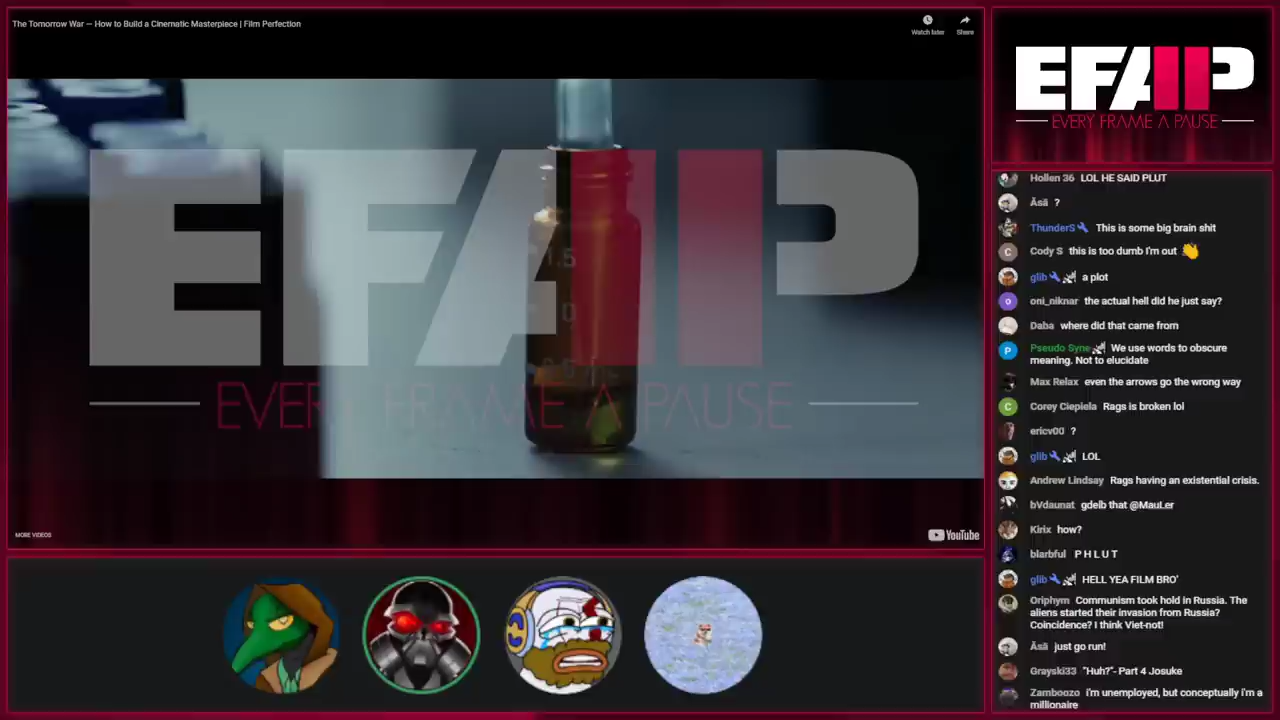 The Tomorrow War — How to Build a Cinematic Masterpiece | Film Perfection
Watch later
Share
1.5
0
EFAP
EVERY FRAME A PAUSE
MORE VIDEOS
YouTube
EFAP
EVERY FRAME A PAUSE
Hollen 36 LOL HE SAID PLUT
Äsä ?
ThunderS This is some big brain shit
Cody S this is too dumb I'm out
glib a plot
oni_niknar the actual hell did he just say?
Daba where did that came from
Pseudo Syne We use words to obscure
meaning. Not to elucidate
Max Relax even the arrows go the wrong way
Corey Ciepiela Rags is broken lol
ericv00 ?
glib LOL
Andrew Lindsay Rags having an existential crisis.
bVdaunat gdeib that @MauLer
Kirix how?
blarbful P H L U T
glib HELL YEA FILM BRO'
Oriphym Communism took hold in Russia. The
aliens started their invasion from Russia?
Coincidence? I think Viet-not!
Äsä just go run!
Grayski33 "Huh?"- Part 4 Josuke
Zamboozo i'm unemployed, but conceptually i'm a
millionaire